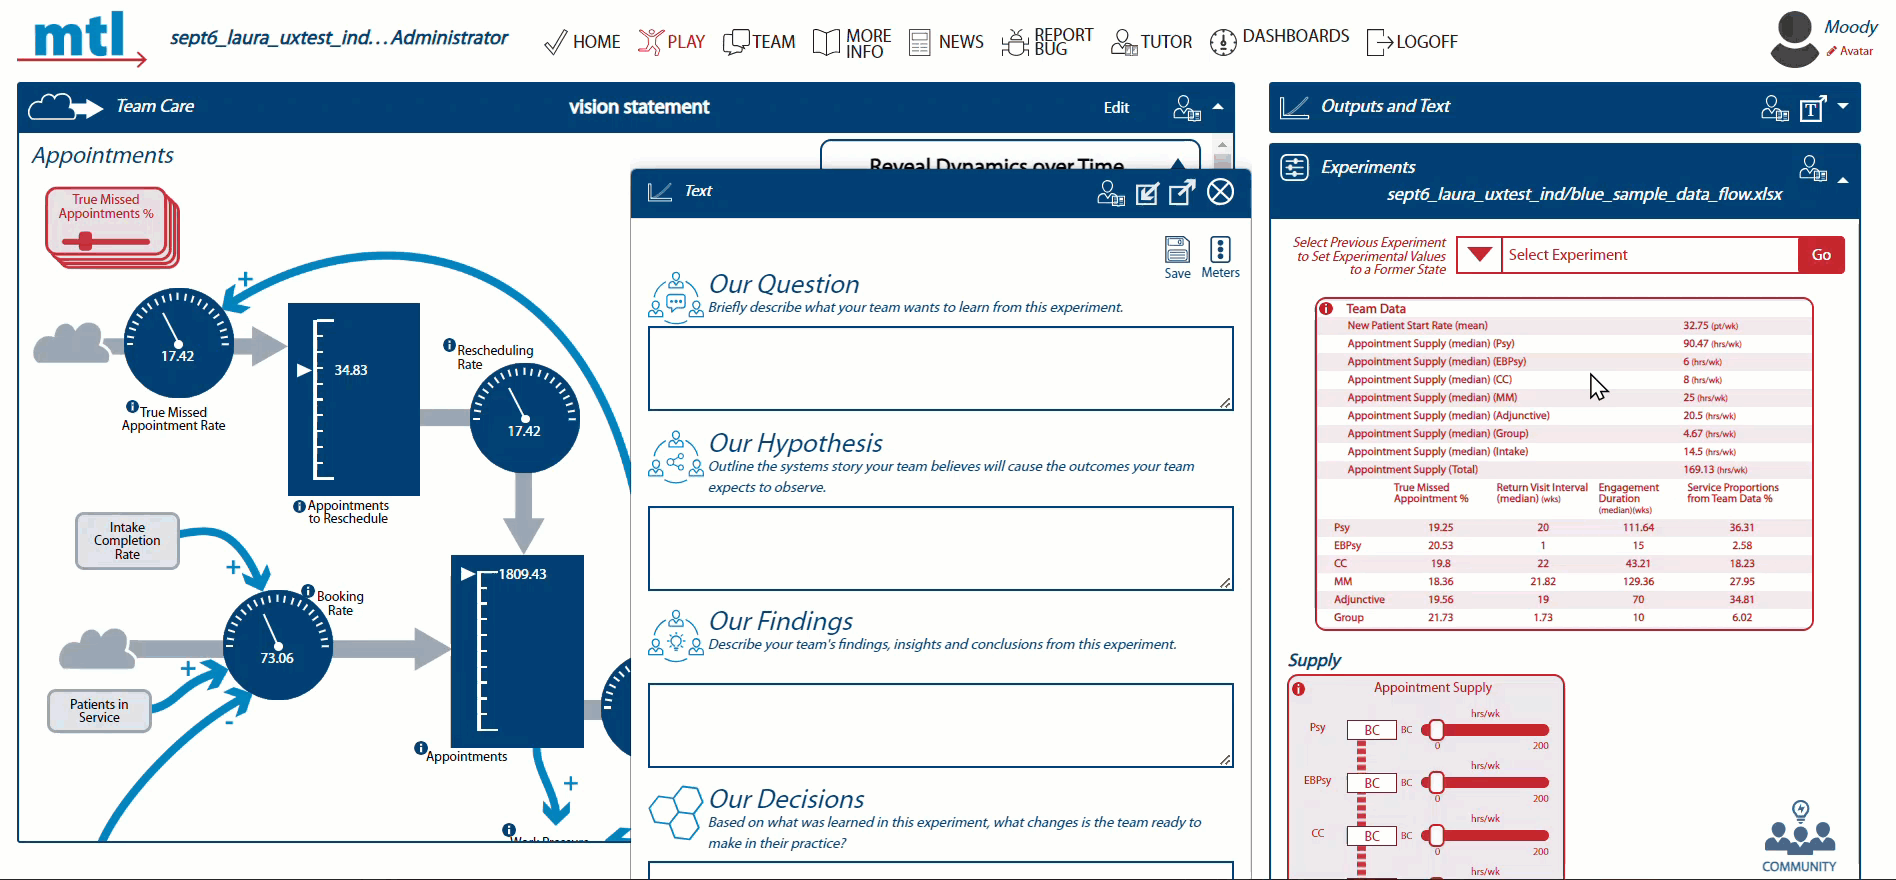 mtl
sept6_laura_uxtest_ind... Administrator
HOME
PLAY
TEAM
MORE
INFO
NEWS
REPORT
BUG
TUTOR
DASHBOARDS
LOGOFF
Moody
Avatar
Team Care
vision statement
Edit
Appointments
Reveal Dynamics over Time
True Missed
Appointments %
+
17.42
True Missed
Appointment Rate
34.83
Appointments
to Reschedule
Rescheduling
Rate
17.42
Intake
Completion
Rate
+
Booking
Rate
73.06
+
Patients in
Service
-
1809.43
Appointments
+
Work Pressure
Text
Save
Meters
Our Question
Briefly describe what your team wants to learn from this experiment.
Our Hypothesis
Outline the systems story your team believes will cause the outcomes your team
expects to observe.
Our Findings
Describe your team's findings, insights and conclusions from this experiment.
Our Decisions
Based on what was learned in this experiment, what changes is the team ready to
make in their practice?
Outputs and Text
T
Experiments
sept6_laura_uxtest_ind/blue_sample_data_flow.xlsx
Select Previous Experiment
to Set Experimental Values
to a Former State
Select Experiment
Go
Team Data
New Patient Start Rate (mean) 32.75 (pt/wk)
Appointment Supply (median) (Psy) 90.47 (hrs/wk)
Appointment Supply (median) (EBPsy) 6 (hrs/wk)
Appointment Supply (median) (CC) 8 (hrs/wk)
Appointment Supply (median) (MM) 25 (hrs/wk)
Appointment Supply (median) (Adjunctive) 20.5 (hrs/wk)
Appointment Supply (median) (Group) 4.67 (hrs/wk)
Appointment Supply (median) (Intake) 14.5 (hrs/wk)
Appointment Supply (Total) 169.13 (hrs/wk)
True Missed Return Visit Interval Engagement Service Proportions
Appointment % (median) (wks) Duration from Team Data %
(median)(wks)
Psy 19.25 20 111.64 36.31
EBPsy 20.53 1 15 2.58
CC 19.8 22 43.21 18.23
MM 18.36 21.82 129.36 27.95
Adjunctive 19.56 19 70 34.81
Group 21.73 1.73 10 6.02
Supply
Appointment Supply
hrs/wk
Psy BC BC
0 200
hrs/wk
EBPsy BC BC
0 200
hrs/wk
CC BC BC
0 200
hrs/wk
COMMUNITY